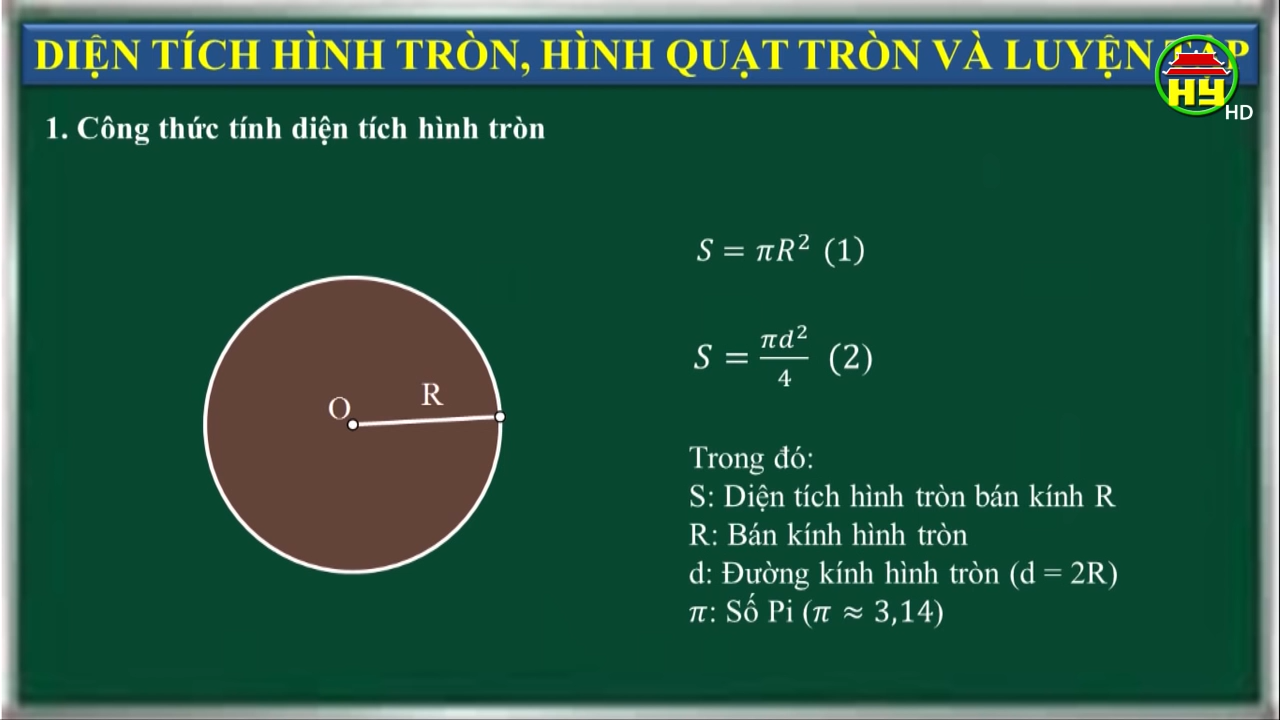 DIỆN TÍCH HÌNH TRÒN, HÌNH QUẠT TRÒN VÀ LUYỆN TẬP
HY
HD
1. Công thức tính diện tích hình tròn
S = πR² (1)
S = πd²/4 (2)
O
R
Trong đó:
S: Diện tích hình tròn bán kính R
R: Bán kính hình tròn
d: Đường kính hình tròn (d = 2R)
π: Số Pi (π ≈ 3,14)